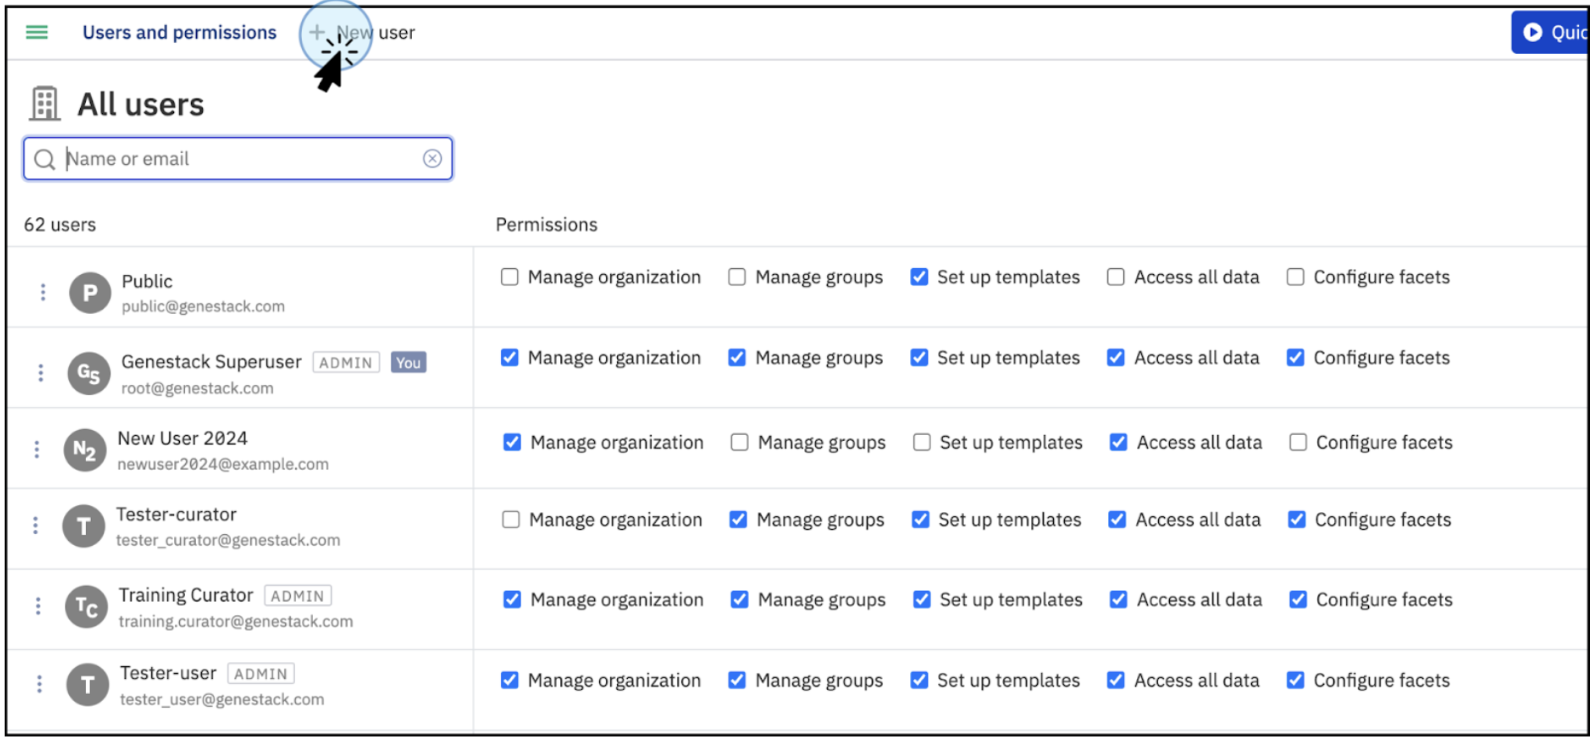 Users and permissions + New user Quic
All users
Name or email
62 users Permissions
P Public Manage organization Manage groups Set up templates Access all data Configure facets
public@genestack.com
GS Genestack Superuser ADMIN You Manage organization Manage groups Set up templates Access all data Configure facets
root@genestack.com
N2 New User 2024 Manage organization Manage groups Set up templates Access all data Configure facets
newuser2024@example.com
T Tester-curator Manage organization Manage groups Set up templates Access all data Configure facets
tester_curator@genestack.com
TC Training Curator ADMIN Manage organization Manage groups Set up templates Access all data Configure facets
training.curator@genestack.com
T Tester-user ADMIN Manage organization Manage groups Set up templates Access all data Configure facets
tester_user@genestack.com